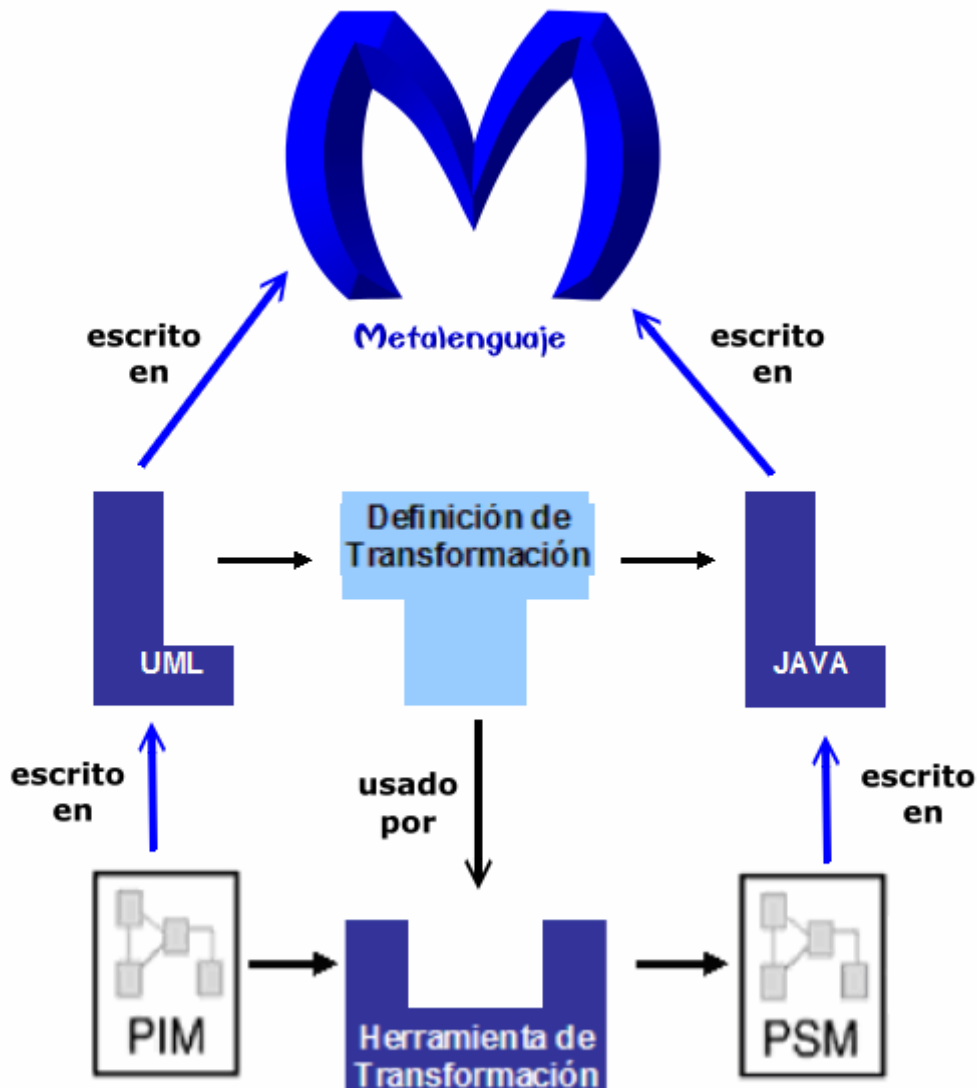 escrito
en
Metalenguaje
escrito
en
Definición de
Transformación
UML
JAVA
escrito
en
usado
por
escrito
en
PIM
Herramienta de
Transformación
PSM